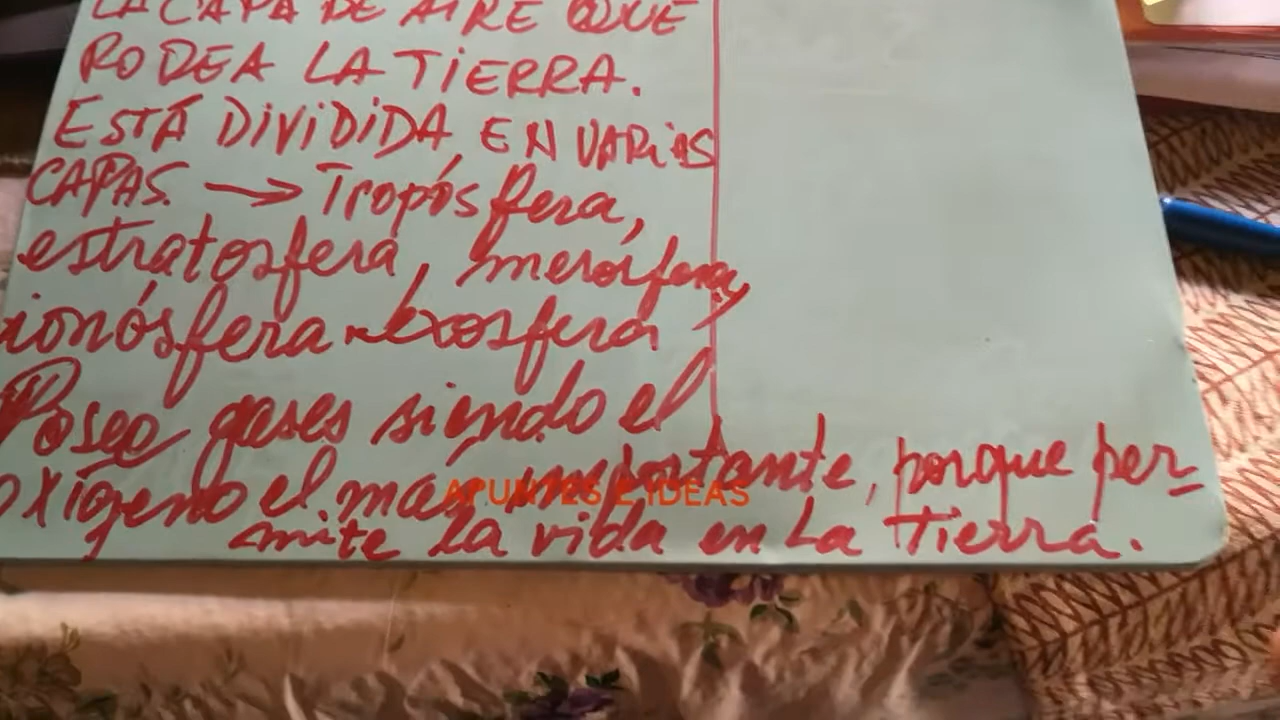 LA CAPA DE AIRE QUE
RODEA LA TIERRA.
ESTÁ DIVIDIDA EN VARIAS
CAPAS. → Tropósfera,
estratosfera, mesósfera,
ionósfera exosfera
Posee gases siendo el
oxígeno el más importante, porque per-
mite la vida en La Tierra.
APUNTES E IDEAS